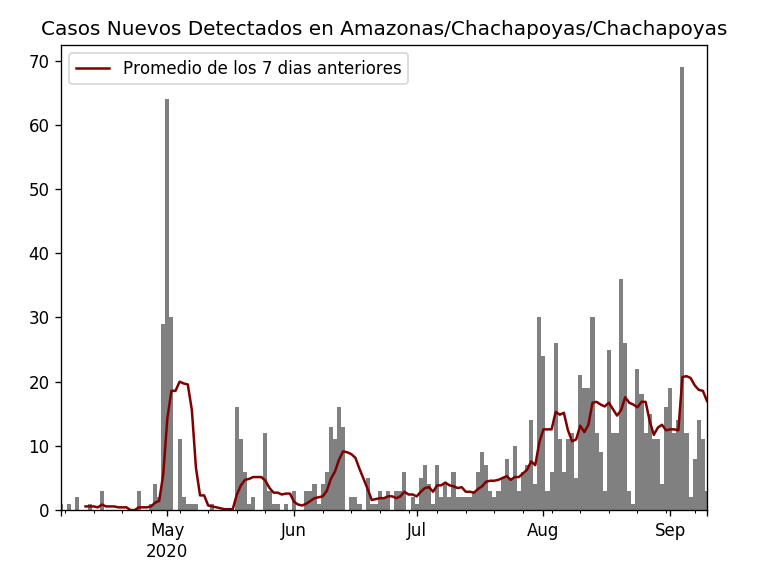 Casos Nuevos Detectados en Amazonas/Chachapoyas/Chachapoyas
Promedio de los 7 dias anteriores
70
60
50
40
30
20
10
0
May
2020
Jun
Jul
Aug
Sep